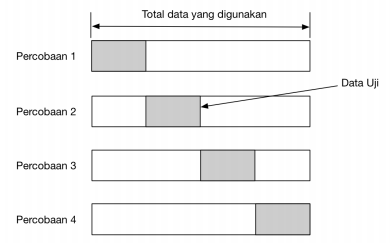 Total data yang digunakan
Percobaan 1
Data Uji
Percobaan 2
Percobaan 3
Percobaan 4